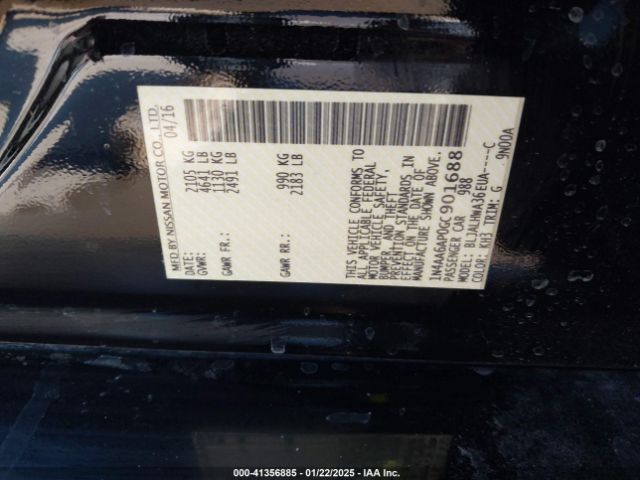 MFD BY NISSAN MOTOR CO., LTD.
04/16
GVWR: 2105 KG
4641 LB
GAWR FR: 1130 KG
2491 LB
GAWR RR: 990 KG
2183 LB
THIS VEHICLE CONFORMS TO
ALL APPLICABLE FEDERAL
MOTOR VEHICLE SAFETY,
BUMPER, AND THEFT
PREVENTION STANDARDS IN
EFFECT ON THE DATE OF
MANUFACTURE SHOWN ABOVE.
1N4AA6AP0GC901688
PASSENGER CAR 988
MODEL: BLJALHWA36EUA----C
COLOR: KH3 TRIM: G 9N00A
000-41356885 - 01/22/2025 - IAA Inc.